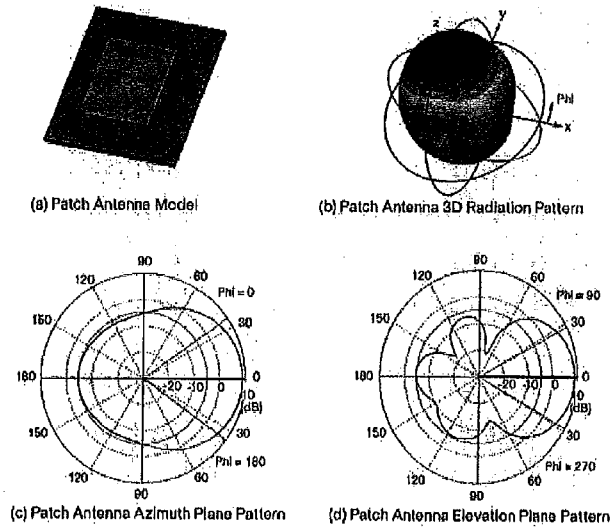 z
y
Phi
x
(a) Patch Antenna Model
(b) Patch Antenna 3D Radiation Pattern
90
120
60
Phi = 0
150
30
180
-20 -10 0
10
(dB)
0
150
30
Phi = 180
120
60
90
90
120
60
Phi = 90
150
30
180
-20 -10 0
10
(dB)
0
150
30
Phi = 270
120
60
90
(c) Patch Antenna Azimuth Plane Pattern
(d) Patch Antenna Elevation Plane Pattern